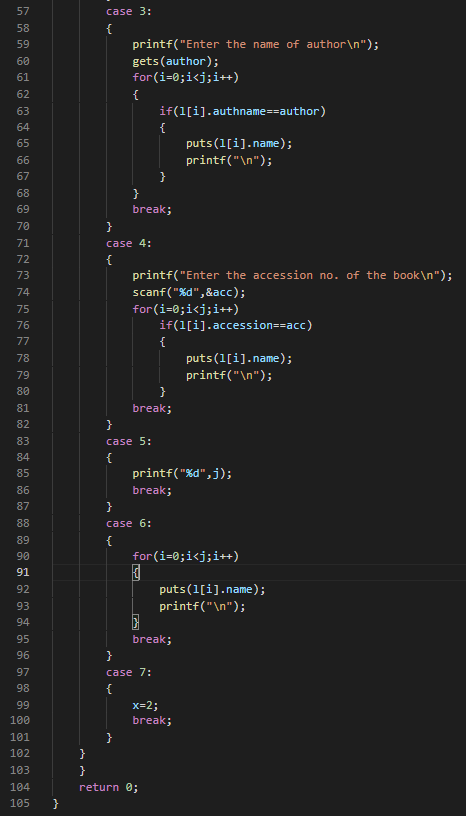 57 case 3:
58 {
59 printf("Enter the name of author\n");
60 gets(author);
61 for(i=0;i<j;i++)
62 {
63 if(l[i].authname==author)
64 {
65 puts(l[i].name);
66 printf("\n");
67 }
68 }
69 break;
70 }
71 case 4:
72 {
73 printf("Enter the accession no. of the book\n");
74 scanf("%d",&acc);
75 for(i=0;i<j;i++)
76 if(l[i].accession==acc)
77 {
78 puts(l[i].name);
79 printf("\n");
80 }
81 break;
82 }
83 case 5:
84 {
85 printf("%d",j);
86 break;
87 }
88 case 6:
89 {
90 for(i=0;i<j;i++)
91 {
92 puts(l[i].name);
93 printf("\n");
94 }
95 break;
96 }
97 case 7:
98 {
99 x=2;
100 break;
101 }
102 }
103 }
104 return 0;
105 }